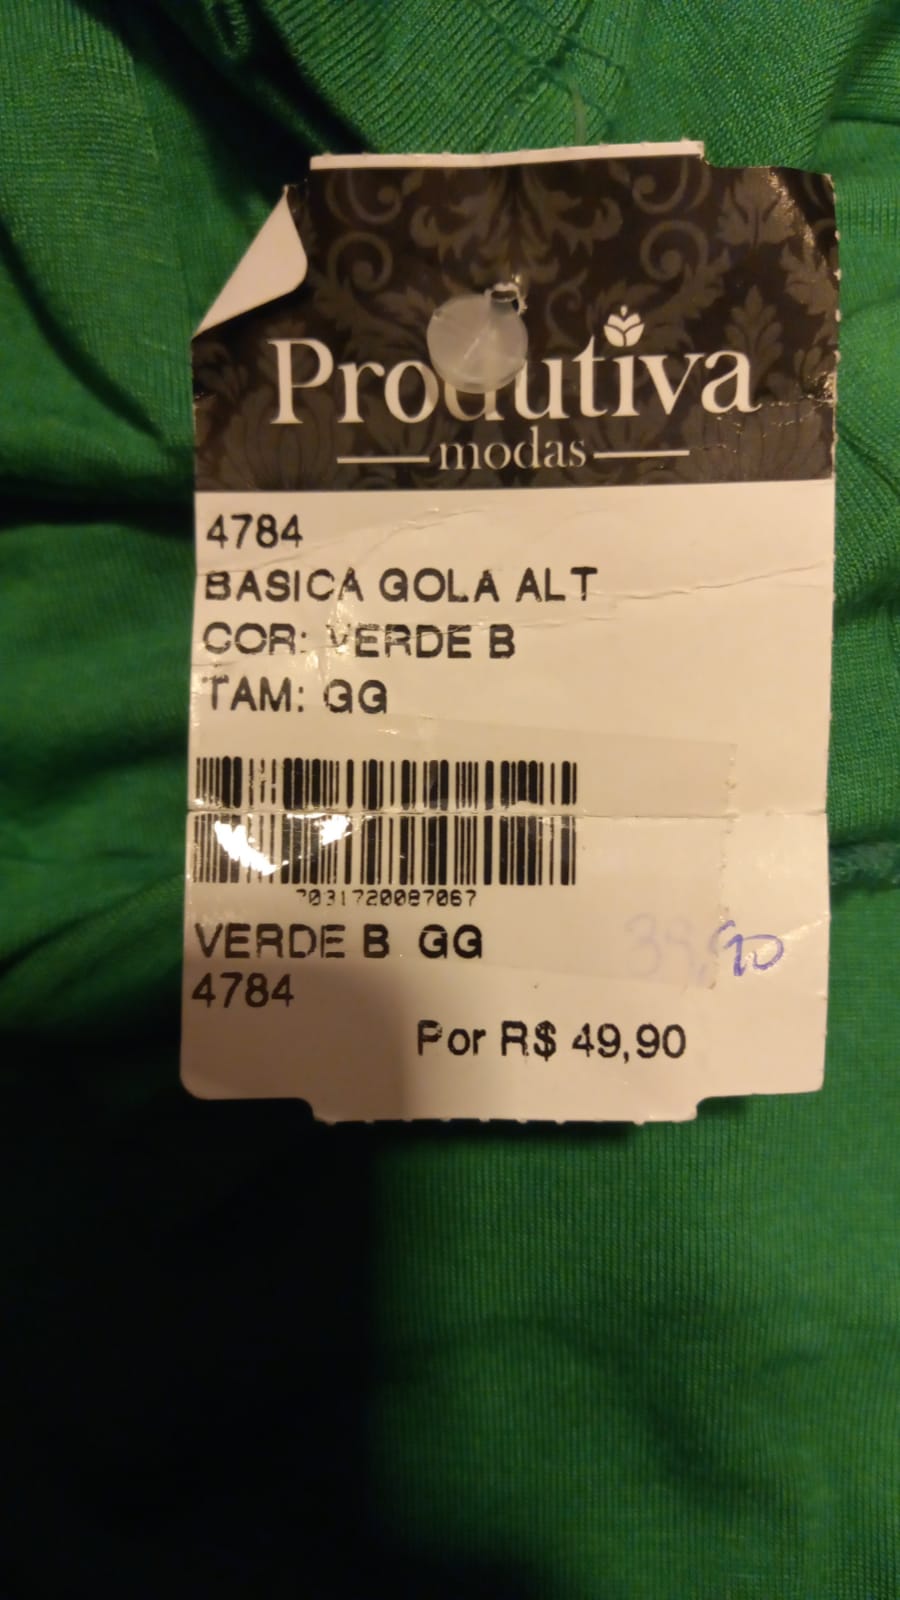 Produtiva
modas
4784
BASICA GOLA ALT
COR: VERDE B
TAM: GG
7031720087067
VERDE B GG
39,90
4784
Por R$ 49,90